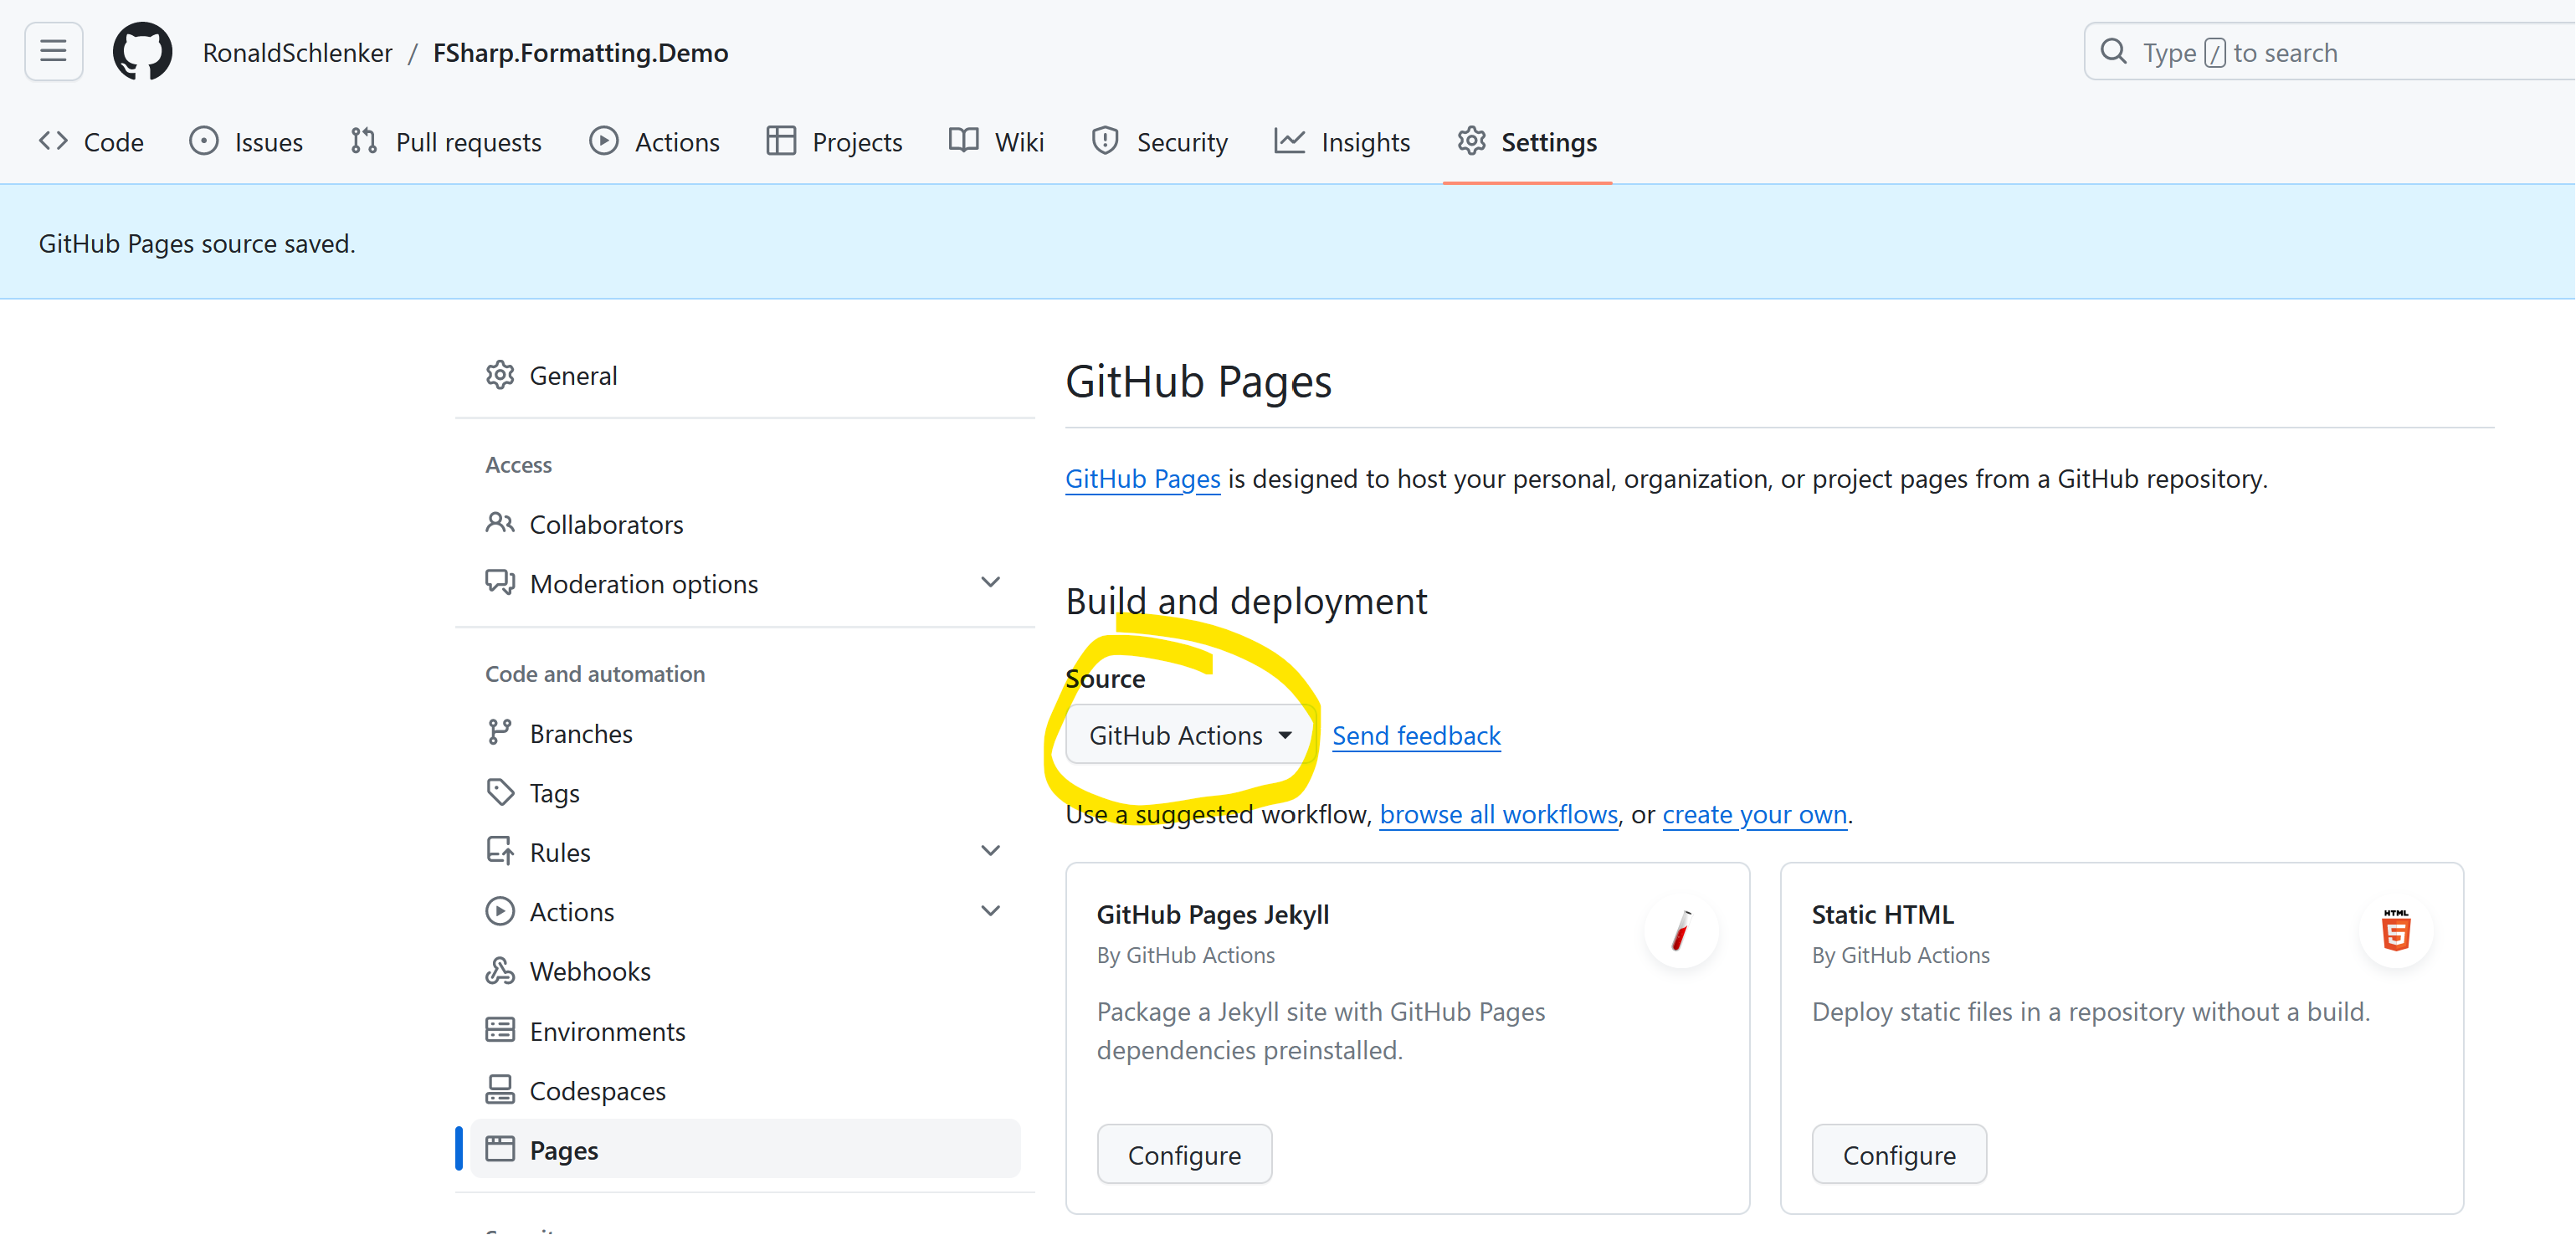 RonaldSchlenker / FSharp.Formatting.Demo
Type / to search
Code Issues Pull requests Actions Projects Wiki Security Insights Settings
GitHub Pages source saved.
General
Access
Collaborators
Moderation options
Code and automation
Branches
Tags
Rules
Actions
Webhooks
Environments
Codespaces
Pages
GitHub Pages
GitHub Pages is designed to host your personal, organization, or project pages from a GitHub repository.
Build and deployment
Source
GitHub Actions Send feedback
Use a suggested workflow, browse all workflows, or create your own.
GitHub Pages Jekyll
By GitHub Actions
Package a Jekyll site with GitHub Pages
dependencies preinstalled.
Configure
Static HTML
HTML
5
By GitHub Actions
Deploy static files in a repository without a build.
Configure